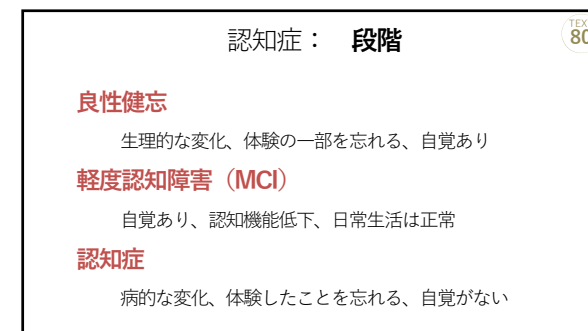 認知症： 段階
TEX
80
良性健忘
生理的な変化、体験の一部を忘れる、自覚あり
軽度認知障害（MCI）
自覚あり、認知機能低下、日常生活は正常
認知症
病的な変化、体験したことを忘れる、自覚がない